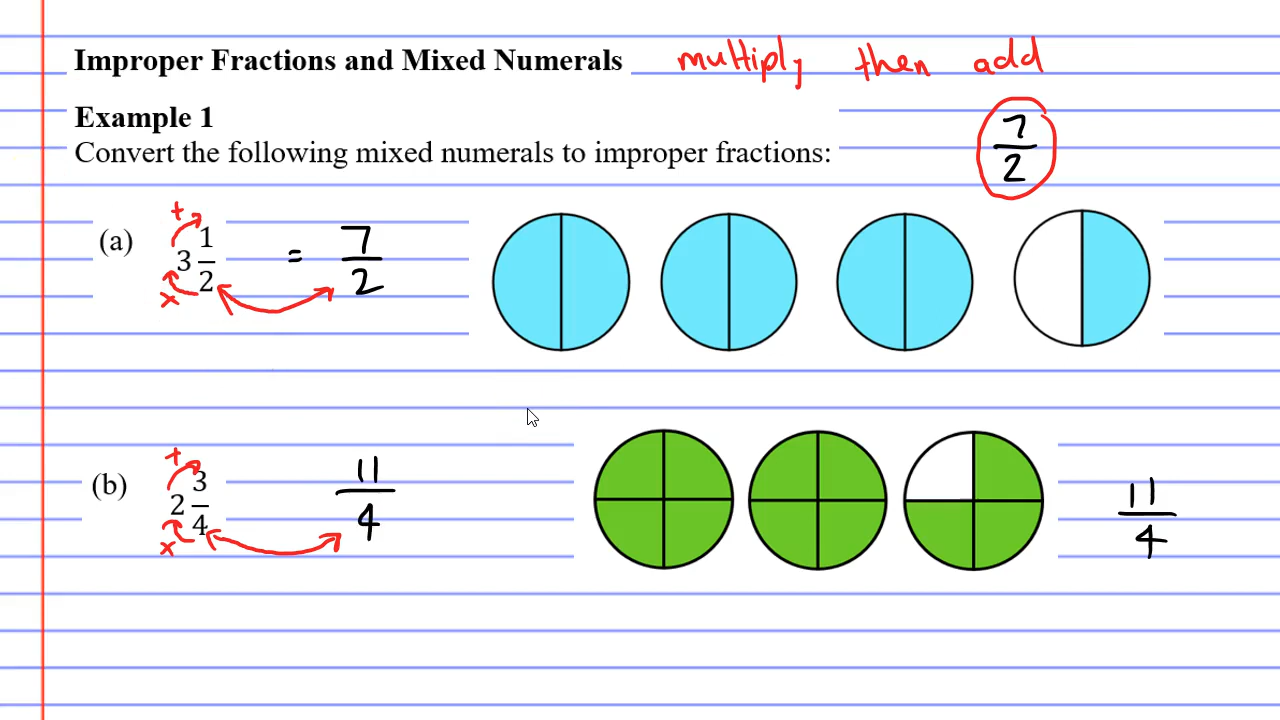 Improper Fractions and Mixed Numerals multiply then add
Example 1
Convert the following mixed numerals to improper fractions:
7/2
(a) 3 1/2 = 7/2
+
x
(b) 2 3/4 11/4
+
x
11/4